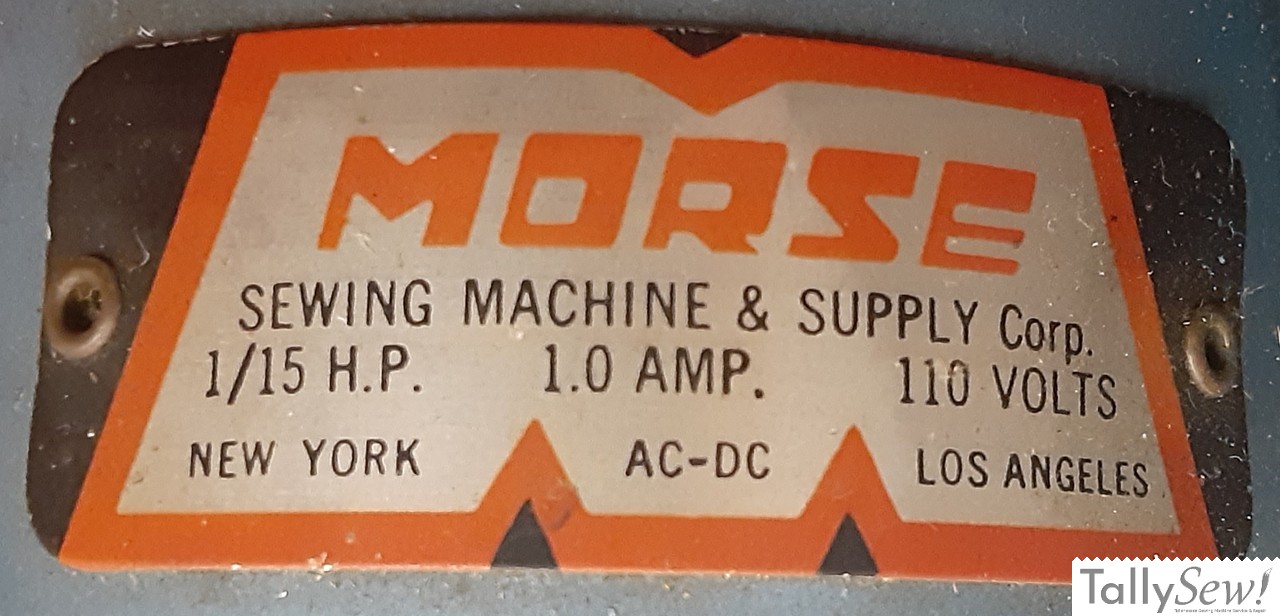 MORSE
SEWING MACHINE & SUPPLY Corp.
1/15 H.P. 1.0 AMP. 110 VOLTS
NEW YORK AC-DC LOS ANGELES
TallySew!